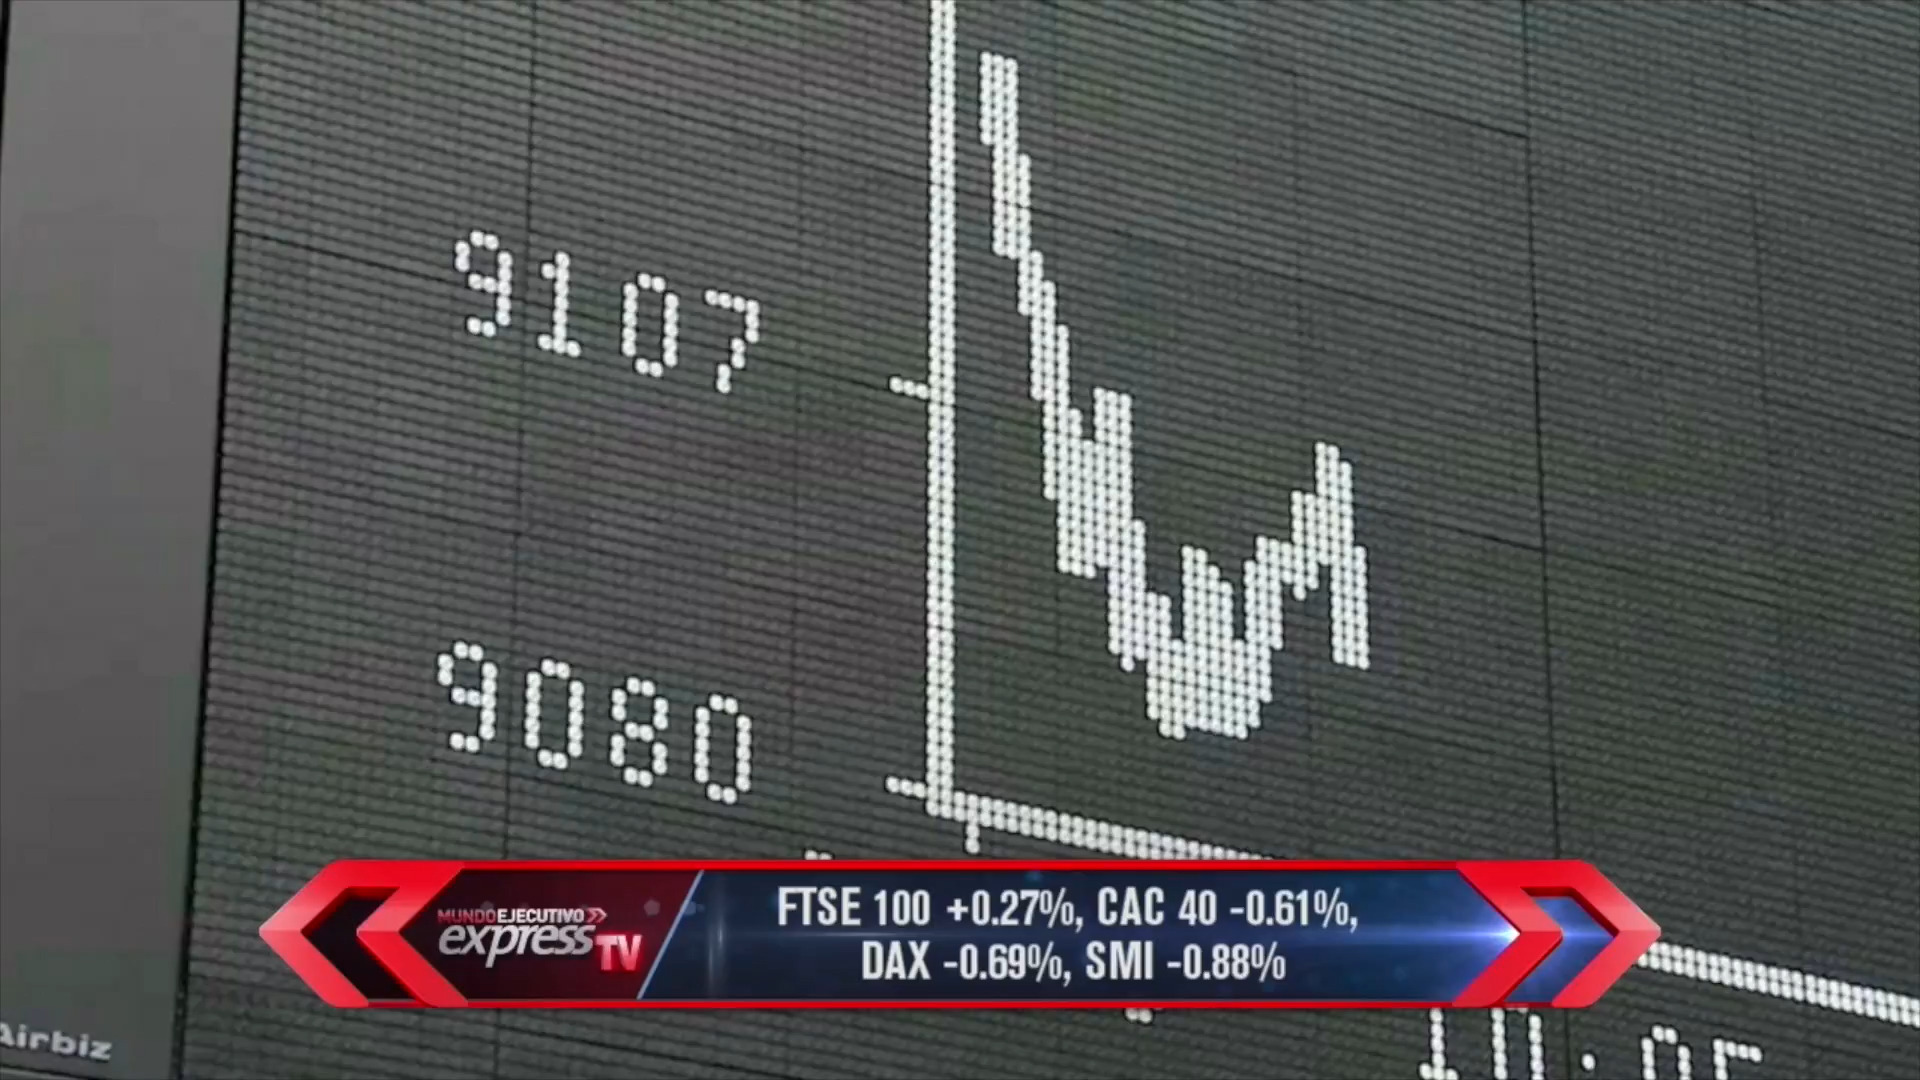 9107
9080
MUNDOEJECUTIVO
express TV
FTSE 100 +0.27%, CAC 40 -0.61%,
DAX -0.69%, SMI -0.88%
Airbiz